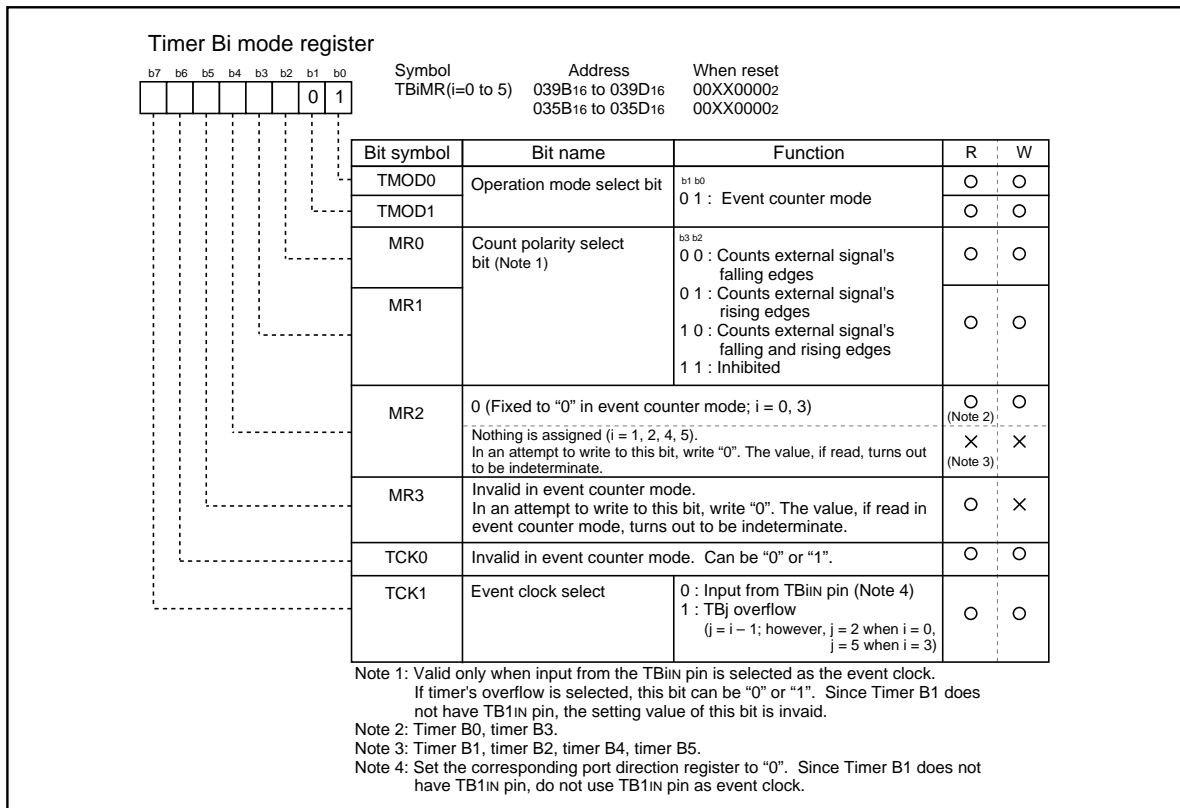 Timer Bi mode register
b7 b6 b5 b4 b3 b2 b1 b0
0 1
Symbol Address When reset
TBiMR(i=0 to 5) 039B16 to 039D16 00XX00002
035B16 to 035D16 00XX00002
Bit symbol Bit name Function R W
TMOD0 Operation mode select bit b1 b0
0 1 : Event counter mode
TMOD1
MR0 Count polarity select
bit (Note 1)
b3 b2
0 0 : Counts external signal's
falling edges
0 1 : Counts external signal's
rising edges
MR1
1 0 : Counts external signal's
falling and rising edges
1 1 : Inhibited
MR2 0 (Fixed to “0” in event counter mode; i = 0, 3)
(Note 2)
Nothing is assigned (i = 1, 2, 4, 5).
In an attempt to write to this bit, write “0”. The value, if read, turns out
to be indeterminate.
(Note 3)
MR3 Invalid in event counter mode.
In an attempt to write to this bit, write “0”. The value, if read in
event counter mode, turns out to be indeterminate.
TCK0 Invalid in event counter mode. Can be “0” or “1”.
TCK1 Event clock select 0 : Input from TBiIN pin (Note 4)
1 : TBj overflow
(j = i – 1; however, j = 2 when i = 0,
j = 5 when i = 3)
Note 1: Valid only when input from the TBiIN pin is selected as the event clock.
If timer's overflow is selected, this bit can be “0” or “1”. Since Timer B1 does
not have TB1IN pin, the setting value of this bit is invaid.
Note 2: Timer B0, timer B3.
Note 3: Timer B1, timer B2, timer B4, timer B5.
Note 4: Set the corresponding port direction register to “0”. Since Timer B1 does not
have TB1IN pin, do not use TB1IN pin as event clock.